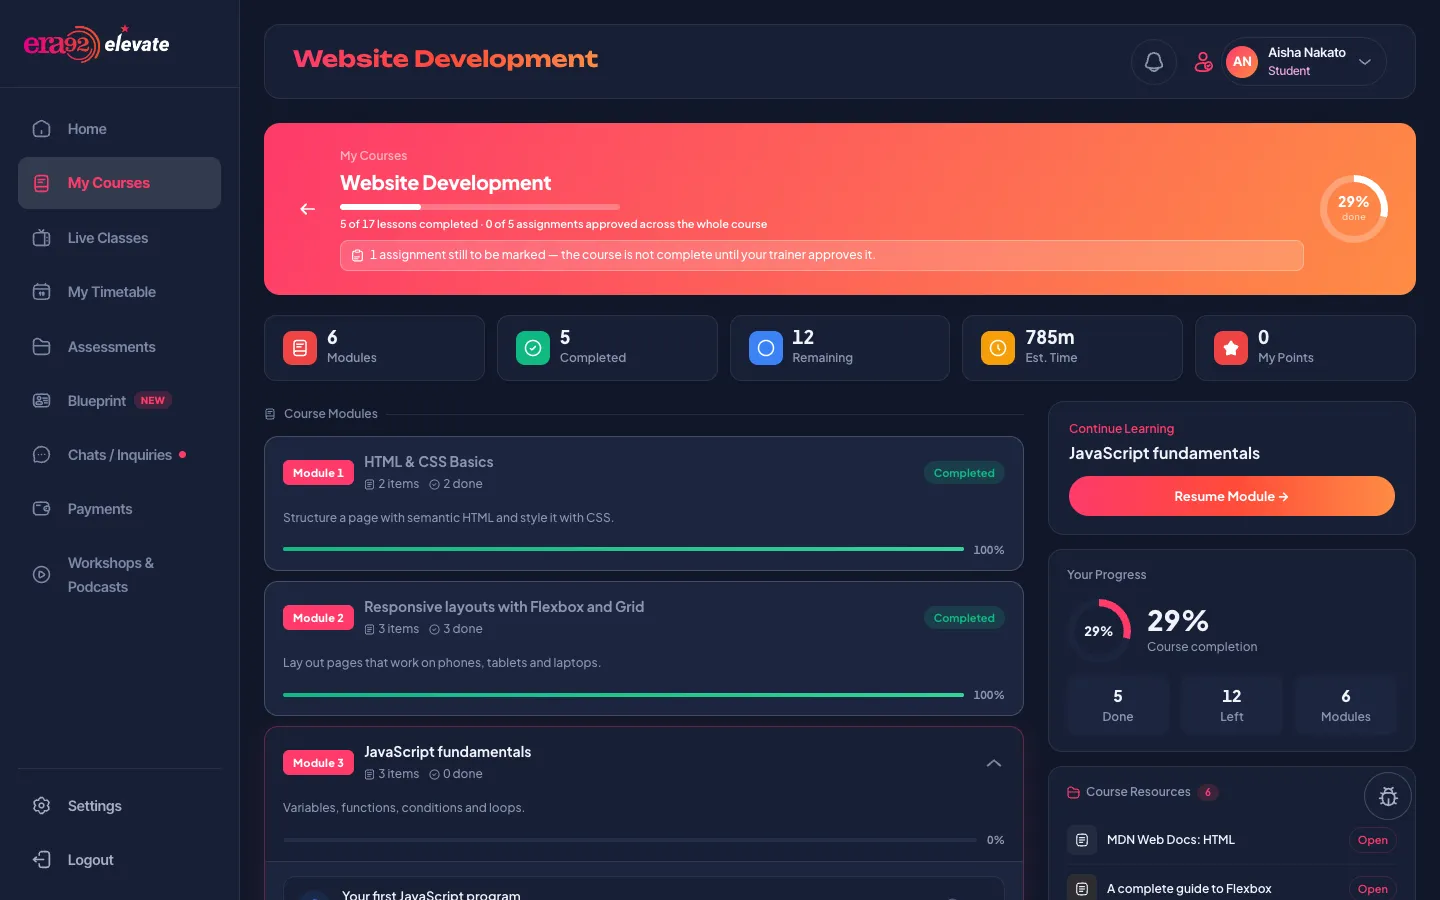 era92 elevate
Website Development
AN
Aisha Nakato
Student
Home
My Courses
Live Classes
My Timetable
Assessments
Blueprint NEW
Chats / Inquiries
Payments
Workshops &
Podcasts
Settings
Logout
My Courses
Website Development
5 of 17 lessons completed · 0 of 5 assignments approved across the whole course
1 assignment still to be marked — the course is not complete until your trainer approves it.
29%
done
6
Modules
5
Completed
12
Remaining
785m
Est. Time
0
My Points
Course Modules
Module 1
HTML & CSS Basics
2 items 2 done
Completed
Structure a page with semantic HTML and style it with CSS.
100%
Module 2
Responsive layouts with Flexbox and Grid
3 items 3 done
Completed
Lay out pages that work on phones, tablets and laptops.
100%
Module 3
JavaScript fundamentals
3 items 0 done
Variables, functions, conditions and loops.
0%
Your first JavaScript program
Continue Learning
JavaScript fundamentals
Resume Module →
Your Progress
29%
29%
Course completion
5
Done
12
Left
6
Modules
Course Resources 6
MDN Web Docs: HTML Open
A complete guide to Flexbox Open